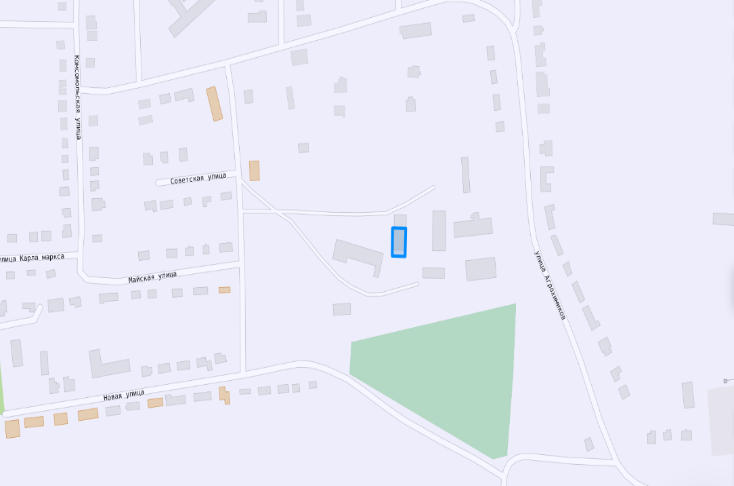 Комсомольская улица
Советская улица
улица Карла маркса
Майская улица
улица Агрохимиков
Новая улица